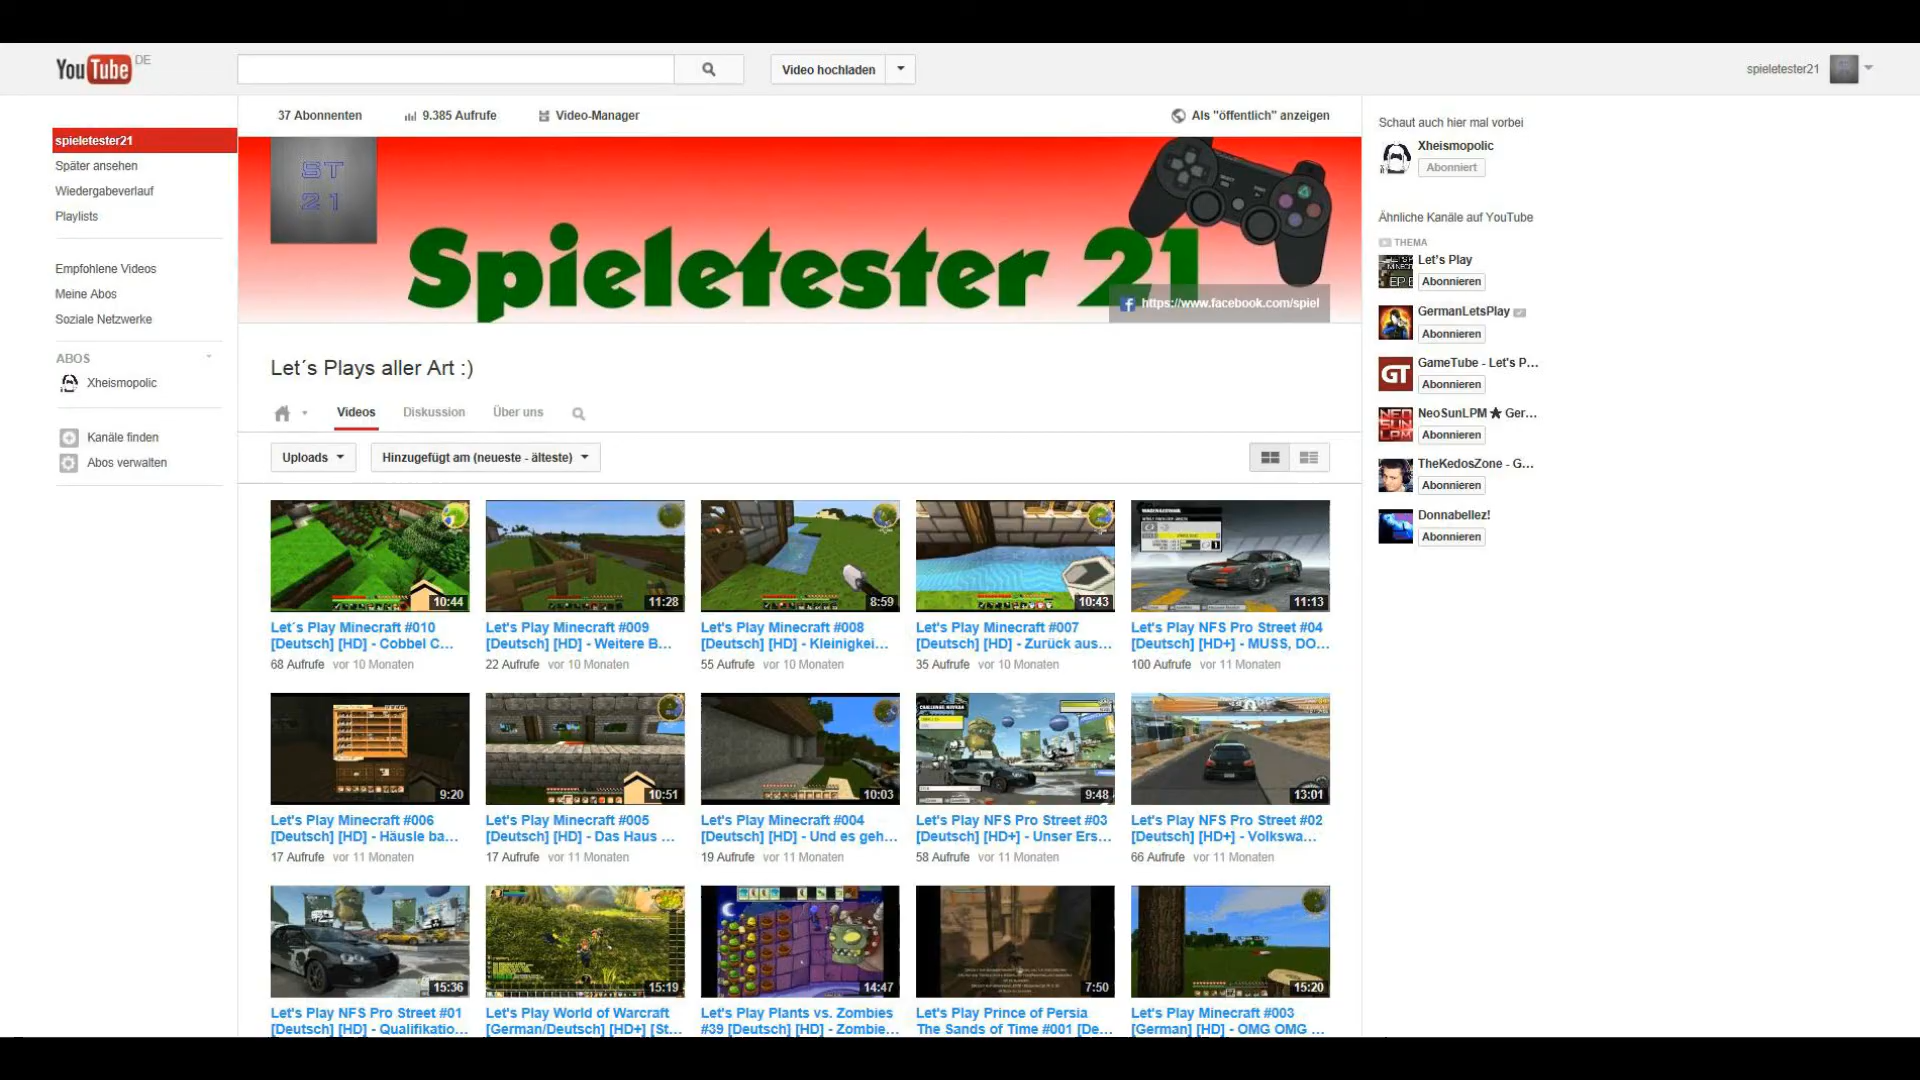 YouTube DE
Video hochladen
spieletester21
37 Abonnenten
9.385 Aufrufe
Video-Manager
Als "öffentlich" anzeigen
spieletester21
Später ansehen
Wiedergabeverlauf
Playlists
Empfohlene Videos
Meine Abos
Soziale Netzwerke
ABOS
Xheismopolic
Kanäle finden
Abos verwalten
ST
21
Spieletester 21
https://www.facebook.com/spiel
Let´s Plays aller Art :)
Videos
Diskussion
Über uns
Uploads
Hinzugefügt am (neueste - älteste)
10:44
Let´s Play Minecraft #010
[Deutsch] [HD] - Cobbel C...
68 Aufrufe vor 10 Monaten
11:28
Let's Play Minecraft #009
[Deutsch] [HD] - Weitere B...
22 Aufrufe vor 10 Monaten
8:59
Let's Play Minecraft #008
[Deutsch] [HD] - Kleinigkei...
55 Aufrufe vor 10 Monaten
10:43
Let's Play Minecraft #007
[Deutsch] [HD] - Zurück aus...
35 Aufrufe vor 10 Monaten
11:13
Let's Play NFS Pro Street #04
[Deutsch] [HD+] - MUSS, DO...
100 Aufrufe vor 11 Monaten
9:20
Let's Play Minecraft #006
[Deutsch] [HD] - Häusle ba...
17 Aufrufe vor 11 Monaten
10:51
Let's Play Minecraft #005
[Deutsch] [HD] - Das Haus ...
17 Aufrufe vor 11 Monaten
10:03
Let's Play Minecraft #004
[Deutsch] [HD] - Und es geh...
19 Aufrufe vor 11 Monaten
9:48
Let's Play NFS Pro Street #03
[Deutsch] [HD+] - Unser Ers...
58 Aufrufe vor 11 Monaten
13:01
Let's Play NFS Pro Street #02
[Deutsch] [HD+] - Volkswa...
66 Aufrufe vor 11 Monaten
15:36
Let's Play NFS Pro Street #01
[Deutsch] [HD] - Qualifikatio...
15:19
Let's Play World of Warcraft
[German/Deutsch] [HD+] [St...
14:47
Let's Play Plants vs. Zombies
#39 [Deutsch] [HD] - Zombie...
7:50
Let's Play Prince of Persia
The Sands of Time #001 [De...
15:20
Let's Play Minecraft #003
[German] [HD] - OMG OMG ...
Schaut auch hier mal vorbei
Xheismopolic
Abonniert
Ähnliche Kanäle auf YouTube
THEMA
Let's Play
Abonnieren
GermanLetsPlay
Abonnieren
GT
GameTube - Let's P...
Abonnieren
NEO
SUN
LPM
NeoSunLPM ★ Ger...
Abonnieren
TheKedosZone - G...
Abonnieren
Donnabellez!
Abonnieren